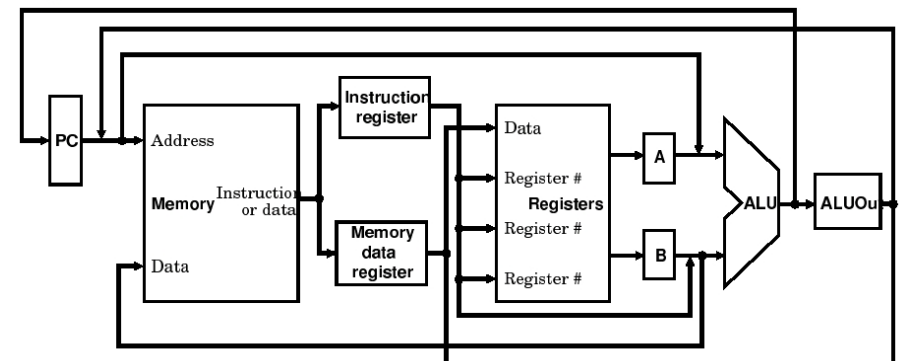 PC
Address
Memory
Instruction
or data
Data
Instruction
register
Memory
data
register
Data
Register #
Registers
Register #
Register #
A
B
ALU
ALUOu